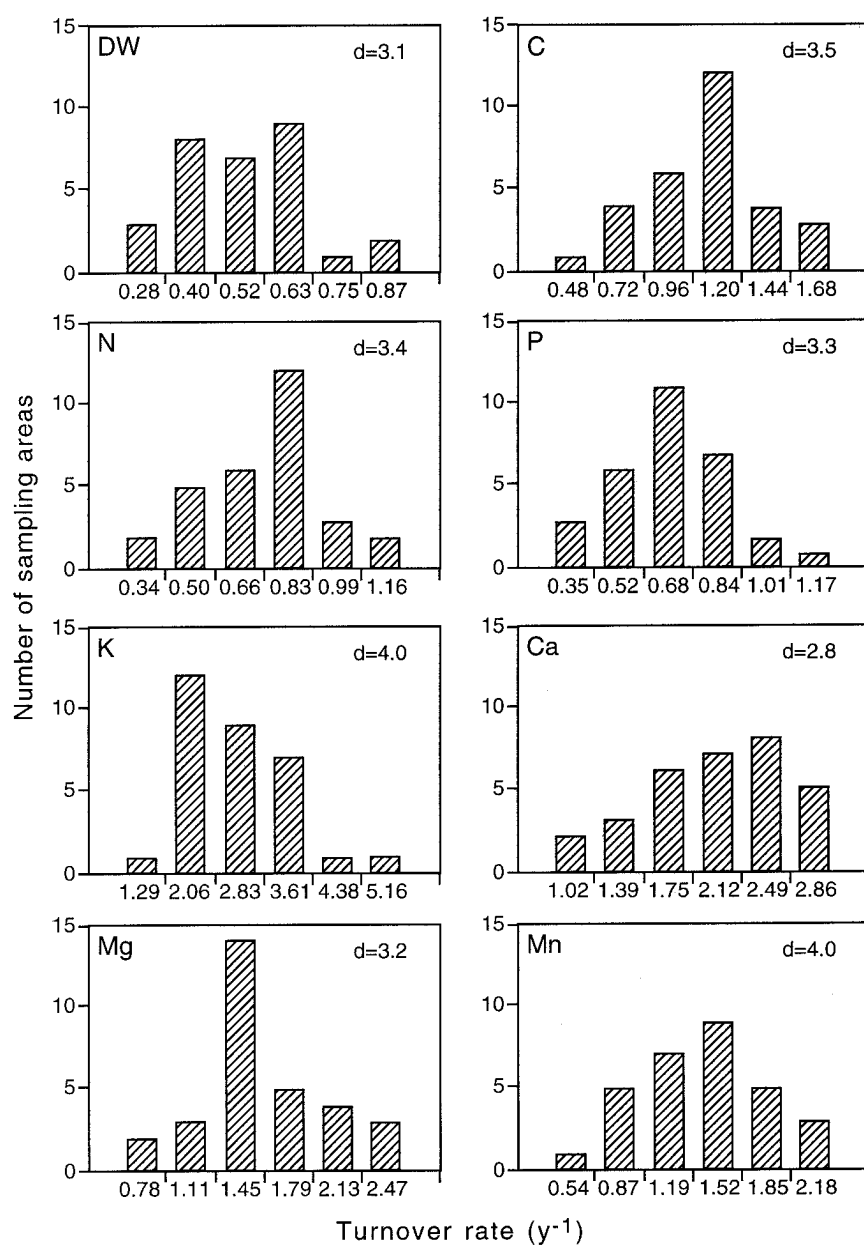 DW d=3.1
15
10
5
0
0.28 0.40 0.52 0.63 0.75 0.87
C d=3.5
15
10
5
0
0.48 0.72 0.96 1.20 1.44 1.68
N d=3.4
15
10
5
0
0.34 0.50 0.66 0.83 0.99 1.16
P d=3.3
15
10
5
0
0.35 0.52 0.68 0.84 1.01 1.17
K d=4.0
15
10
5
0
1.29 2.06 2.83 3.61 4.38 5.16
Ca d=2.8
15
10
5
0
1.02 1.39 1.75 2.12 2.49 2.86
Mg d=3.2
15
10
5
0
0.78 1.11 1.45 1.79 2.13 2.47
Mn d=4.0
15
10
5
0
0.54 0.87 1.19 1.52 1.85 2.18
Number of sampling areas
Turnover rate (y⁻¹)